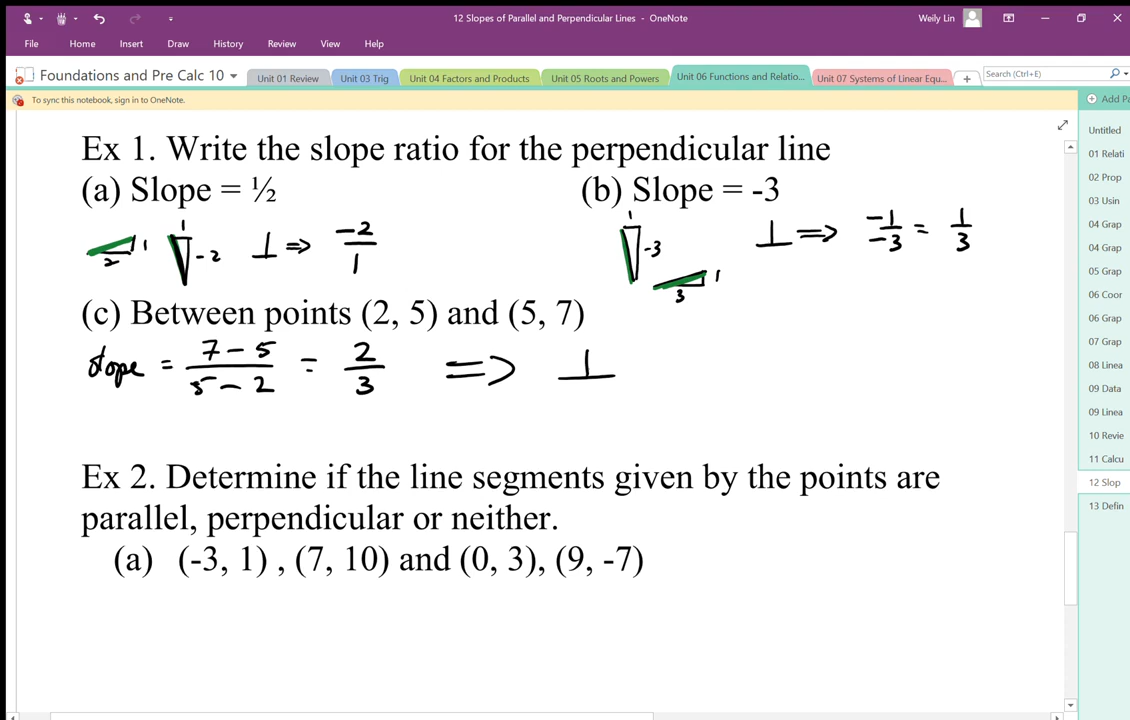 12 Slopes of Parallel and Perpendicular Lines - OneNote
Weily Lin
File Home Insert Draw History Review View Help
Foundations and Pre Calc 10
Unit 01 Review
Unit 03 Trig
Unit 04 Factors and Products
Unit 05 Roots and Powers
Unit 06 Functions and Relatio...
Unit 07 Systems of Linear Equ...
Search (Ctrl+E)
To sync this notebook, sign in to OneNote.
Add Pa
Untitled
01 Relati
02 Prop
03 Usin
04 Grap
04 Grap
05 Grap
06 Coor
06 Grap
07 Grap
08 Linea
09 Data
09 Linea
10 Revie
11 Calcu
12 Slop
13 Defin
Ex 1. Write the slope ratio for the perpendicular line
(a) Slope = ½ (b) Slope = -3
1 2 1 -2 ⊥ ⇒ -2/1
1 -3 3 1 ⊥ ⇒ -1/-3 = 1/3
(c) Between points (2, 5) and (5, 7)
slope = 7-5/5-2 = 2/3 ⇒ ⊥
Ex 2. Determine if the line segments given by the points are
parallel, perpendicular or neither.
(a) (-3, 1) , (7, 10) and (0, 3), (9, -7)